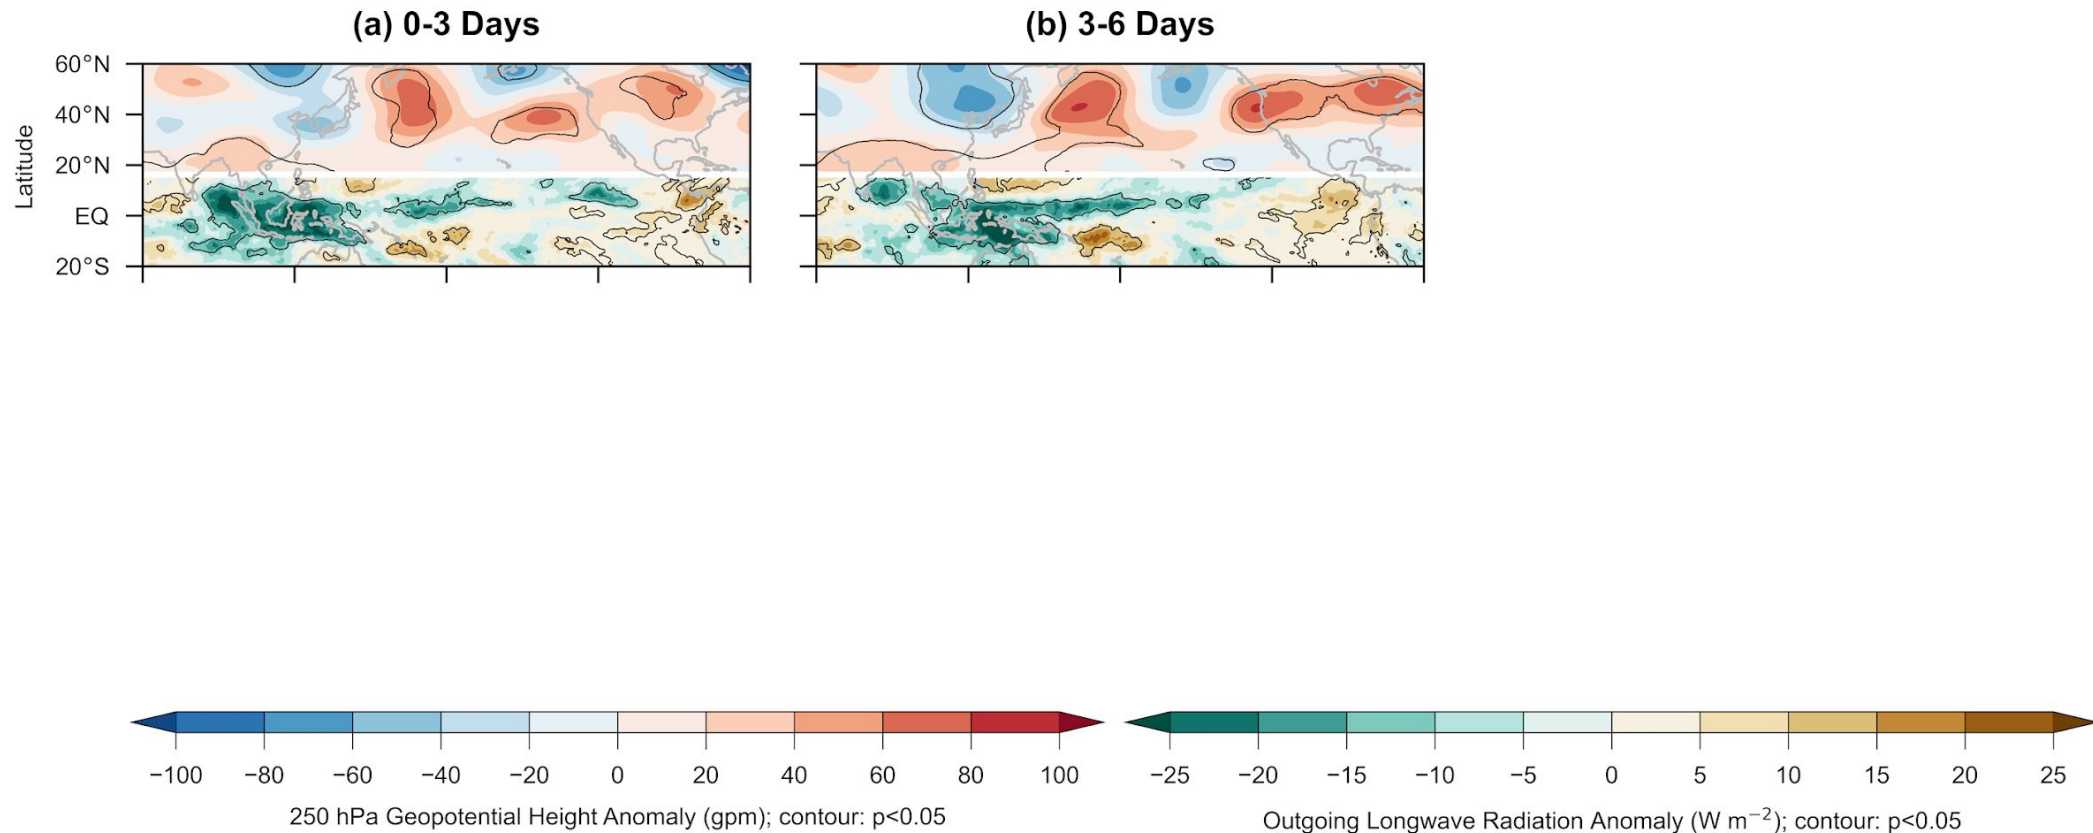 (a) 0-3 Days
(b) 3-6 Days
60°N
40°N
20°N
EQ
20°S
Latitude
−100 −80 −60 −40 −20 0 20 40 60 80 100
250 hPa Geopotential Height Anomaly (gpm); contour: p<0.05
−25 −20 −15 −10 −5 0 5 10 15 20 25
Outgoing Longwave Radiation Anomaly (W m⁻²); contour: p<0.05